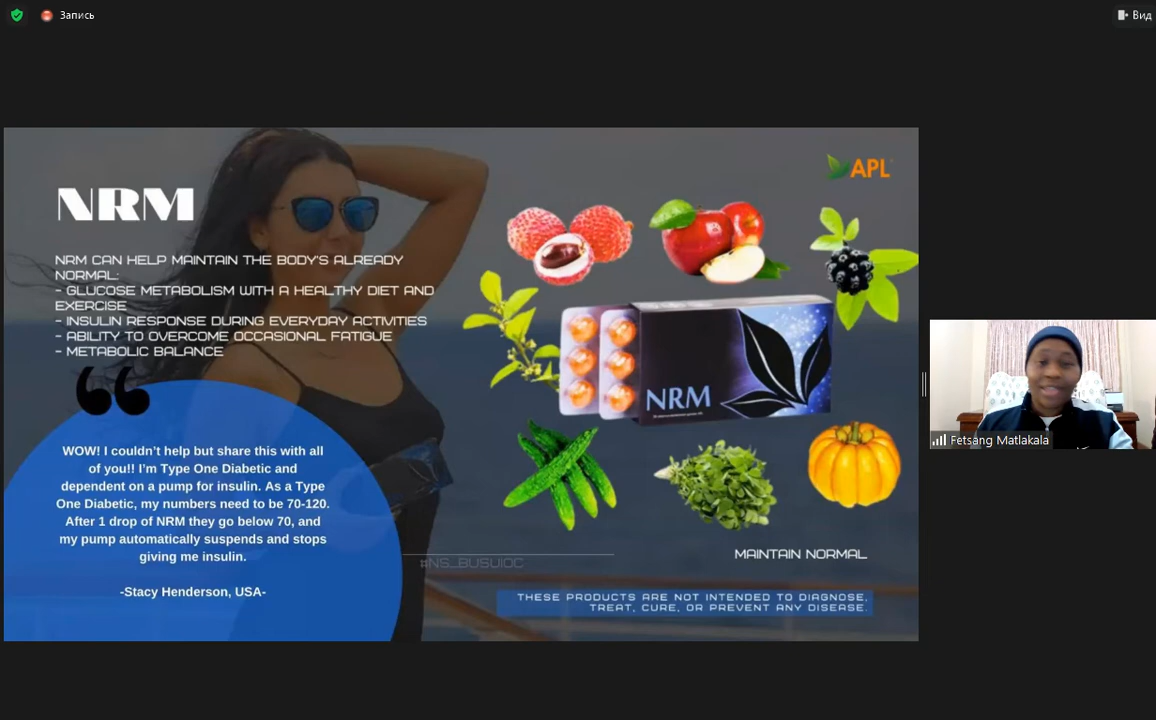 Запись
Вид
APL
NRM
NRM CAN HELP MAINTAIN THE BODY'S ALREADY
NORMAL:
- GLUCOSE METABOLISM WITH A HEALTHY DIET AND
EXERCISE
- INSULIN RESPONSE DURING EVERYDAY ACTIVITIES
- ABILITY TO OVERCOME OCCASIONAL FATIGUE
- METABOLIC BALANCE
WOW! I couldn't help but share this with all
of you!! I'm Type One Diabetic and
dependent on a pump for insulin. As a Type
One Diabetic, my numbers need to be 70-120.
After 1 drop of NRM they go below 70, and
my pump automatically suspends and stops
giving me insulin.
-Stacy Henderson, USA-
NRM
MAINTAIN NORMAL
#NS_BUSUIOC
THESE PRODUCTS ARE NOT INTENDED TO DIAGNOSE,
TREAT, CURE, OR PREVENT ANY DISEASE.
Fetsang Matlakala